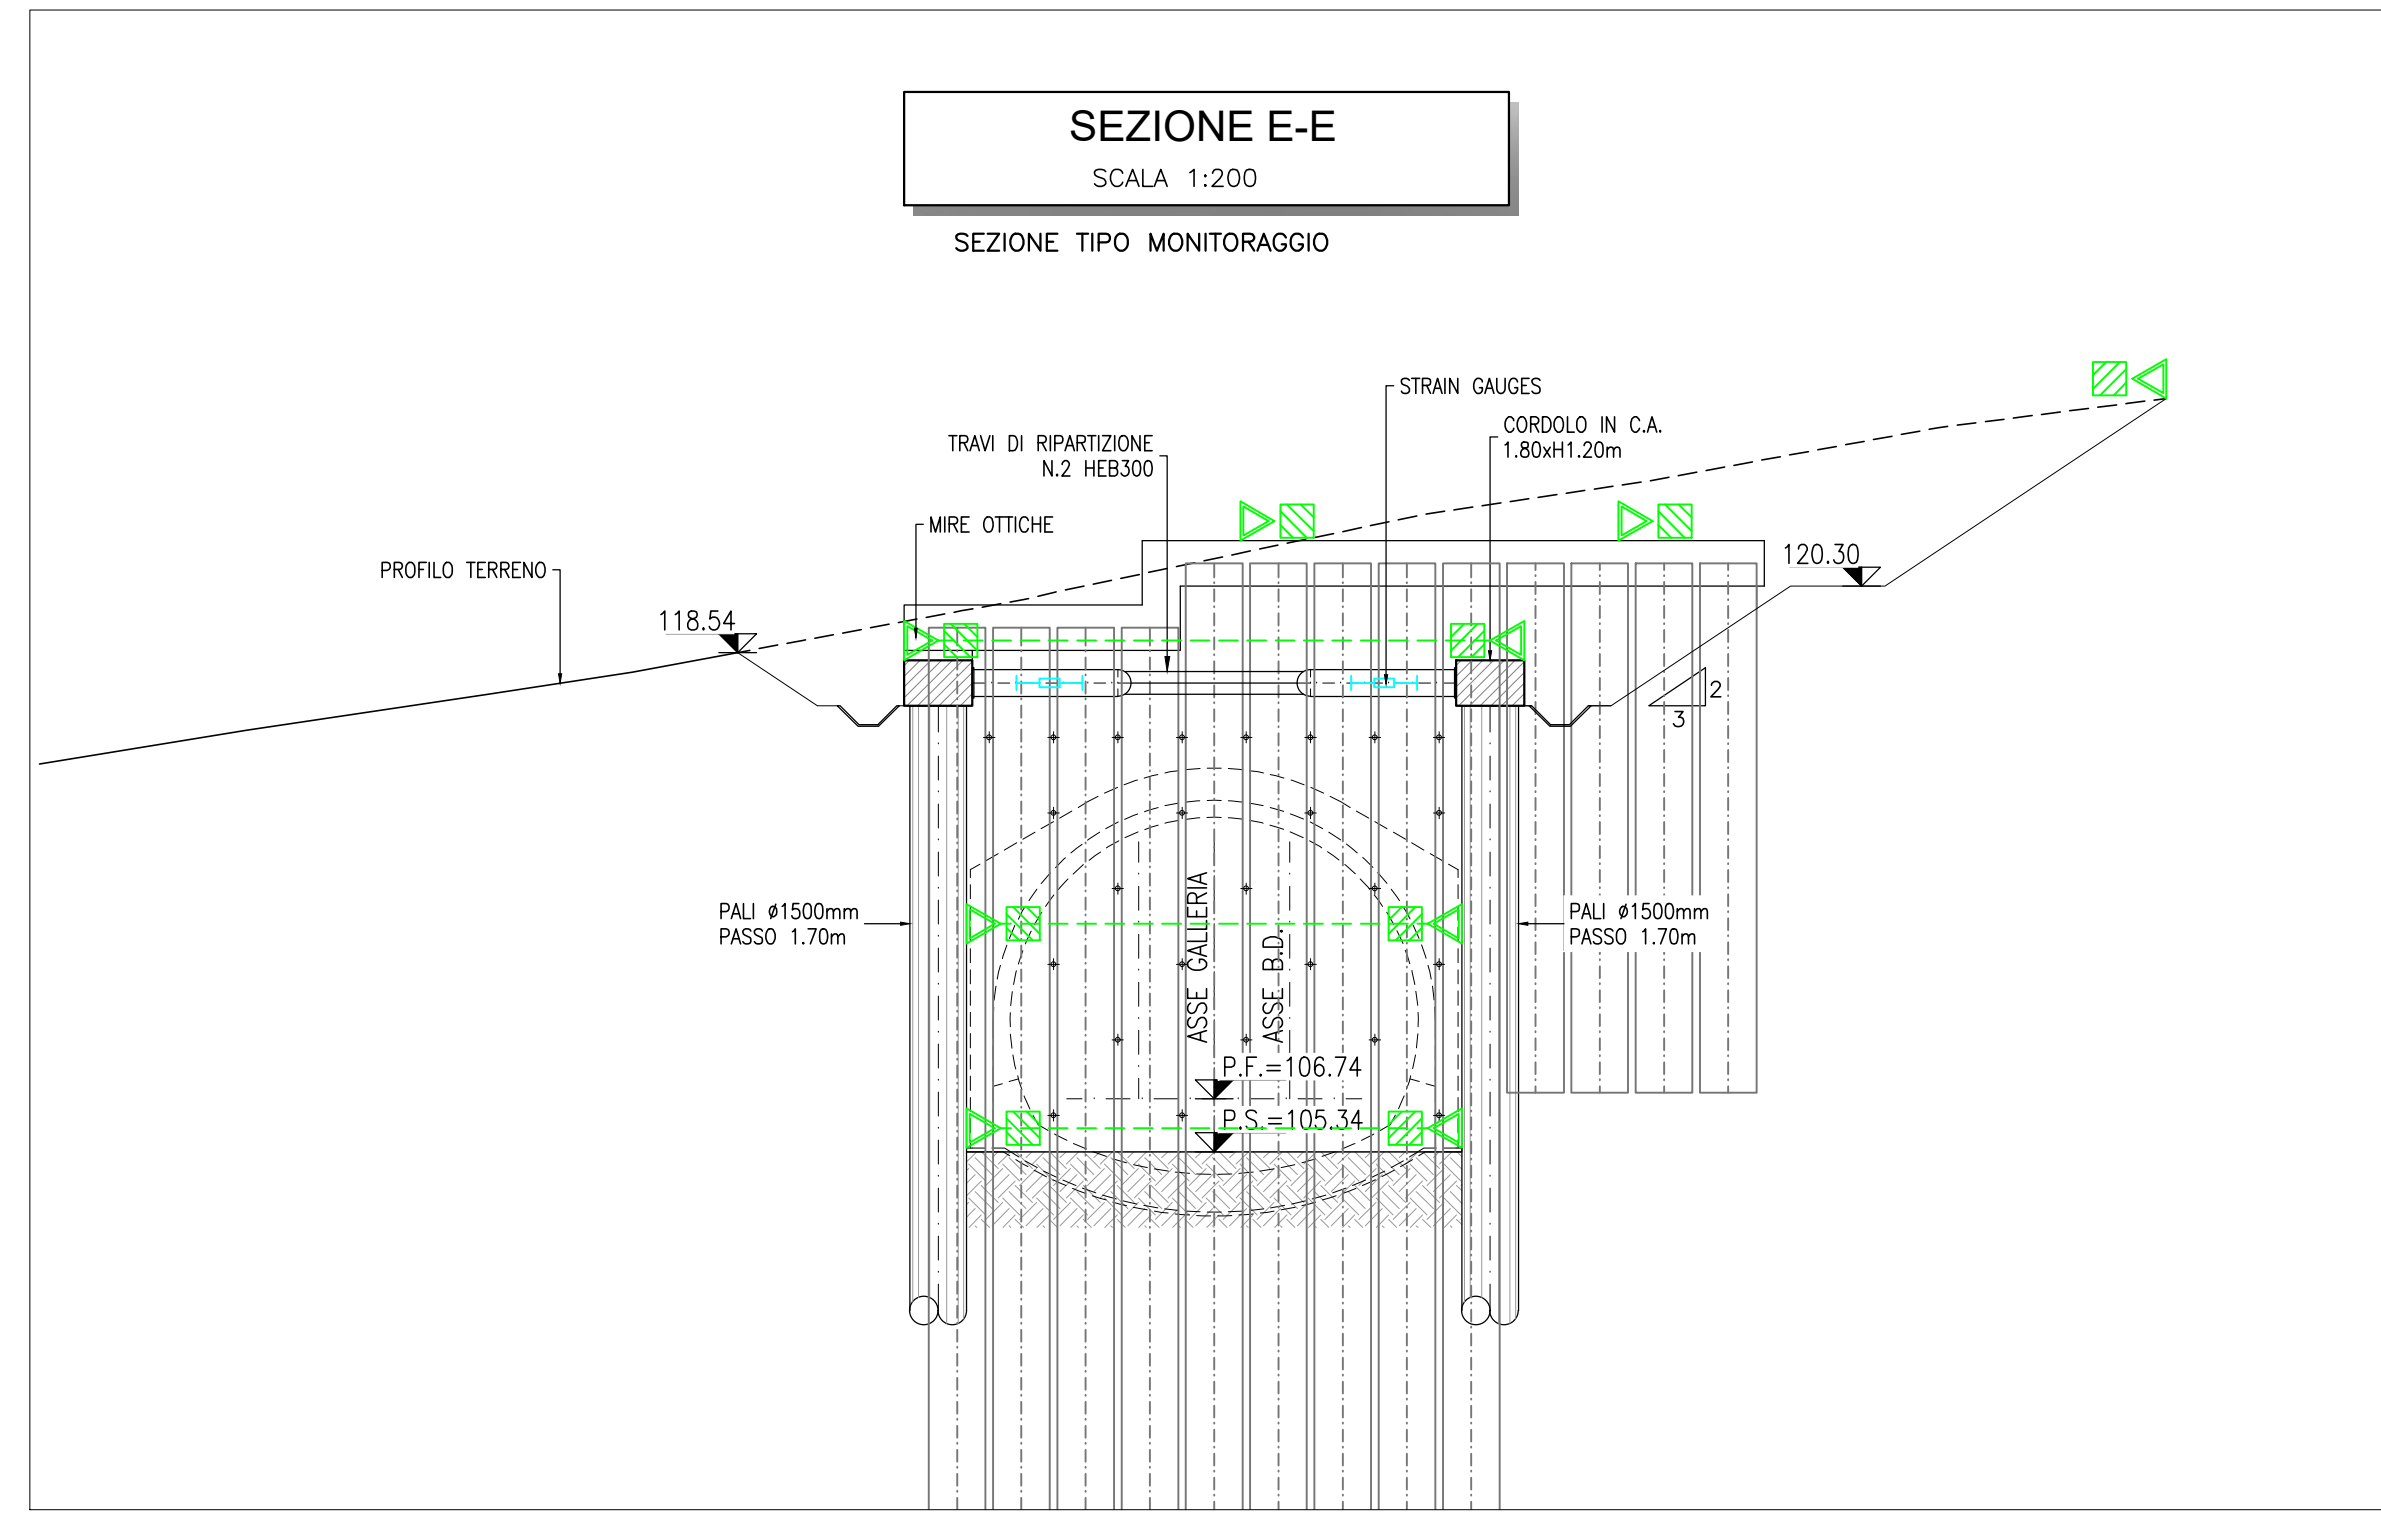 SEZIONE E-E
SCALA 1:200
SEZIONE TIPO MONITORAGGIO
STRAIN GAUGES
CORDOLO IN C.A.
1.80xH1.20m
TRAVI DI RIPARTIZIONE
N.2 HEB300
MIRE OTTICHE
PROFILO TERRENO
120.30
118.54
2
3
PALI ø1500mm
PASSO 1.70m
ASSE GALLERIA
ASSE B.D.
PALI ø1500mm
PASSO 1.70m
P.F.=106.74
P.S.=105.34